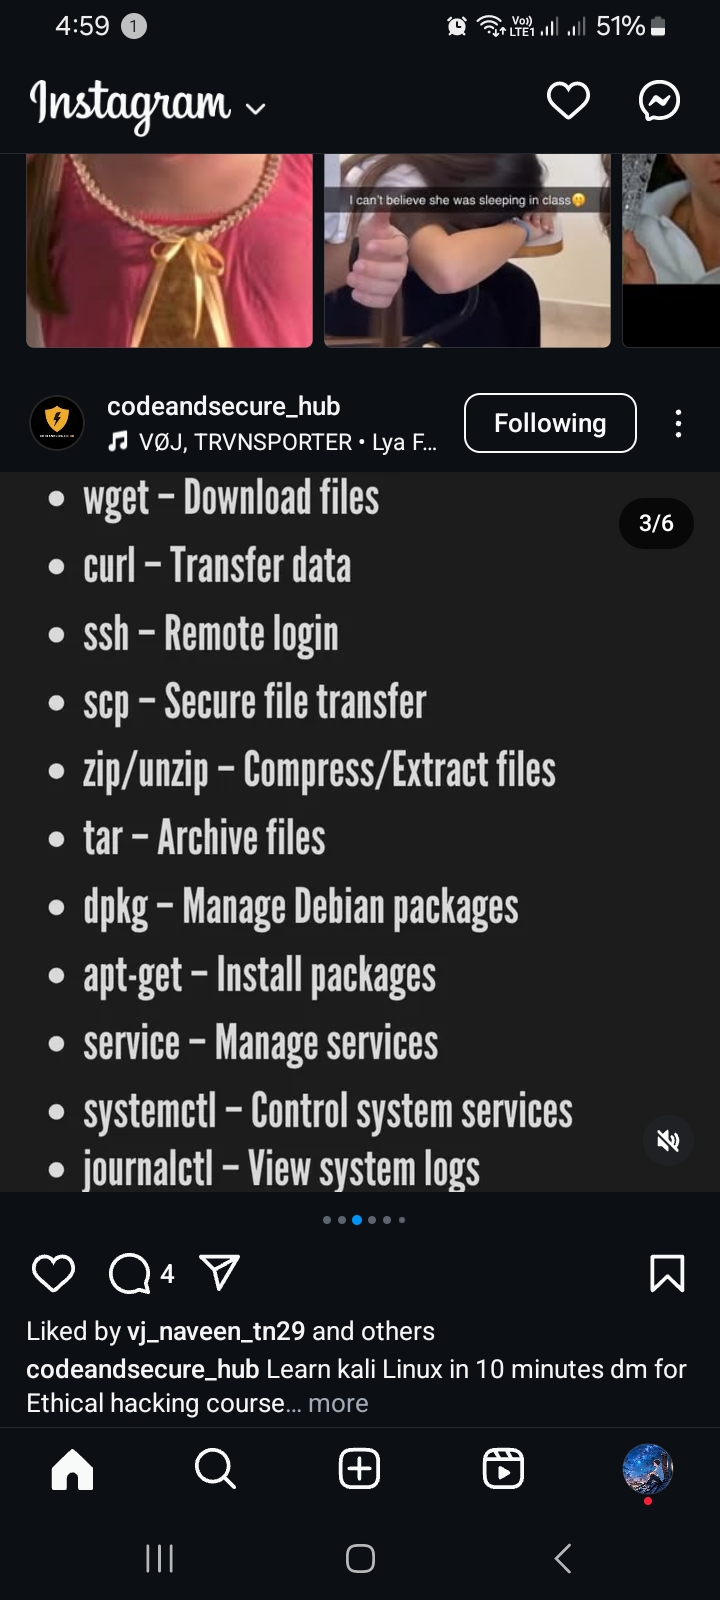 4:59 1 Vo)) LTE1 51%
Instagram
I can't believe she was sleeping in class🤭
codeandsecure_hub
VØJ, TRVNSPORTER • Lya F...
Following
3/6
• wget – Download files
• curl – Transfer data
• ssh – Remote login
• scp – Secure file transfer
• zip/unzip – Compress/Extract files
• tar – Archive files
• dpkg – Manage Debian packages
• apt-get – Install packages
• service – Manage services
• systemctl – Control system services
• journalctl – View system logs
4
Liked by vj_naveen_tn29 and others
codeandsecure_hub Learn kali Linux in 10 minutes dm for
Ethical hacking course... more